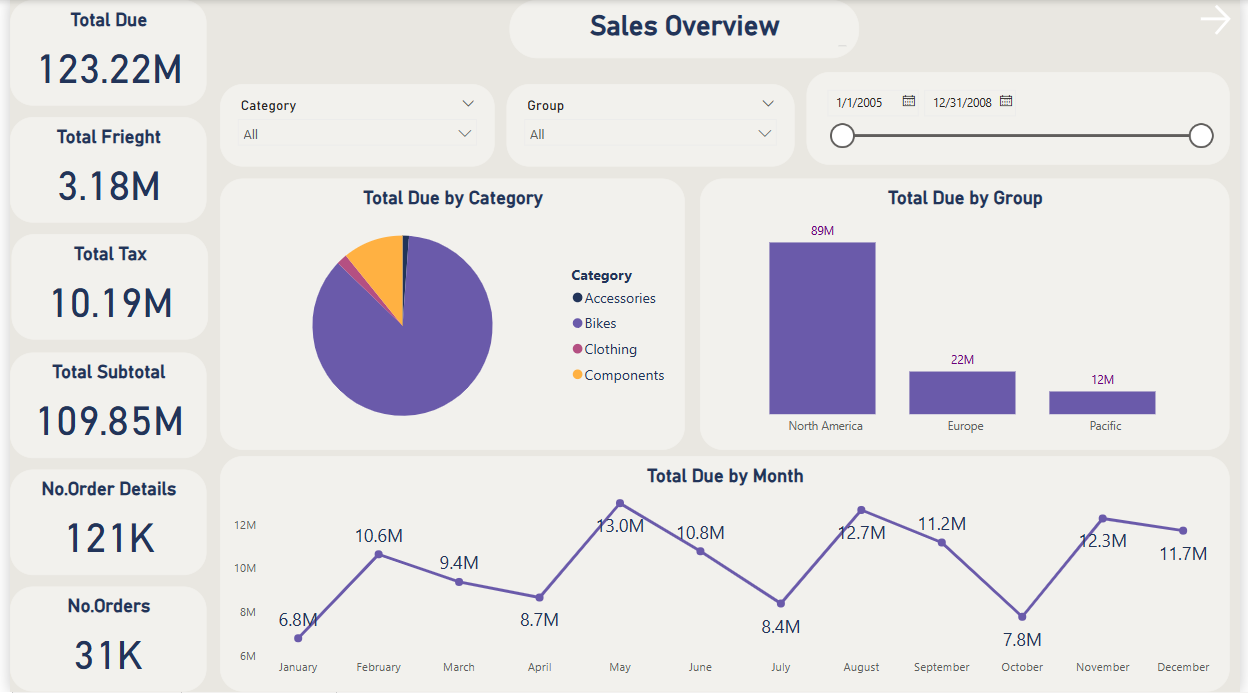 Total Due
123.22M
Total Frieght
3.18M
Total Tax
10.19M
Total Subtotal
109.85M
No.Order Details
121K
No.Orders
31K
Sales Overview
Category
All
Group
All
1/1/2005
12/31/2008
Total Due by Category
Category
Accessories
Bikes
Clothing
Components
Total Due by Group
89M
22M
12M
North America
Europe
Pacific
Total Due by Month
12M
10M
8M
6M
6.8M
10.6M
9.4M
8.7M
13.0M
10.8M
8.4M
12.7M
11.2M
7.8M
12.3M
11.7M
January
February
March
April
May
June
July
August
September
October
November
December